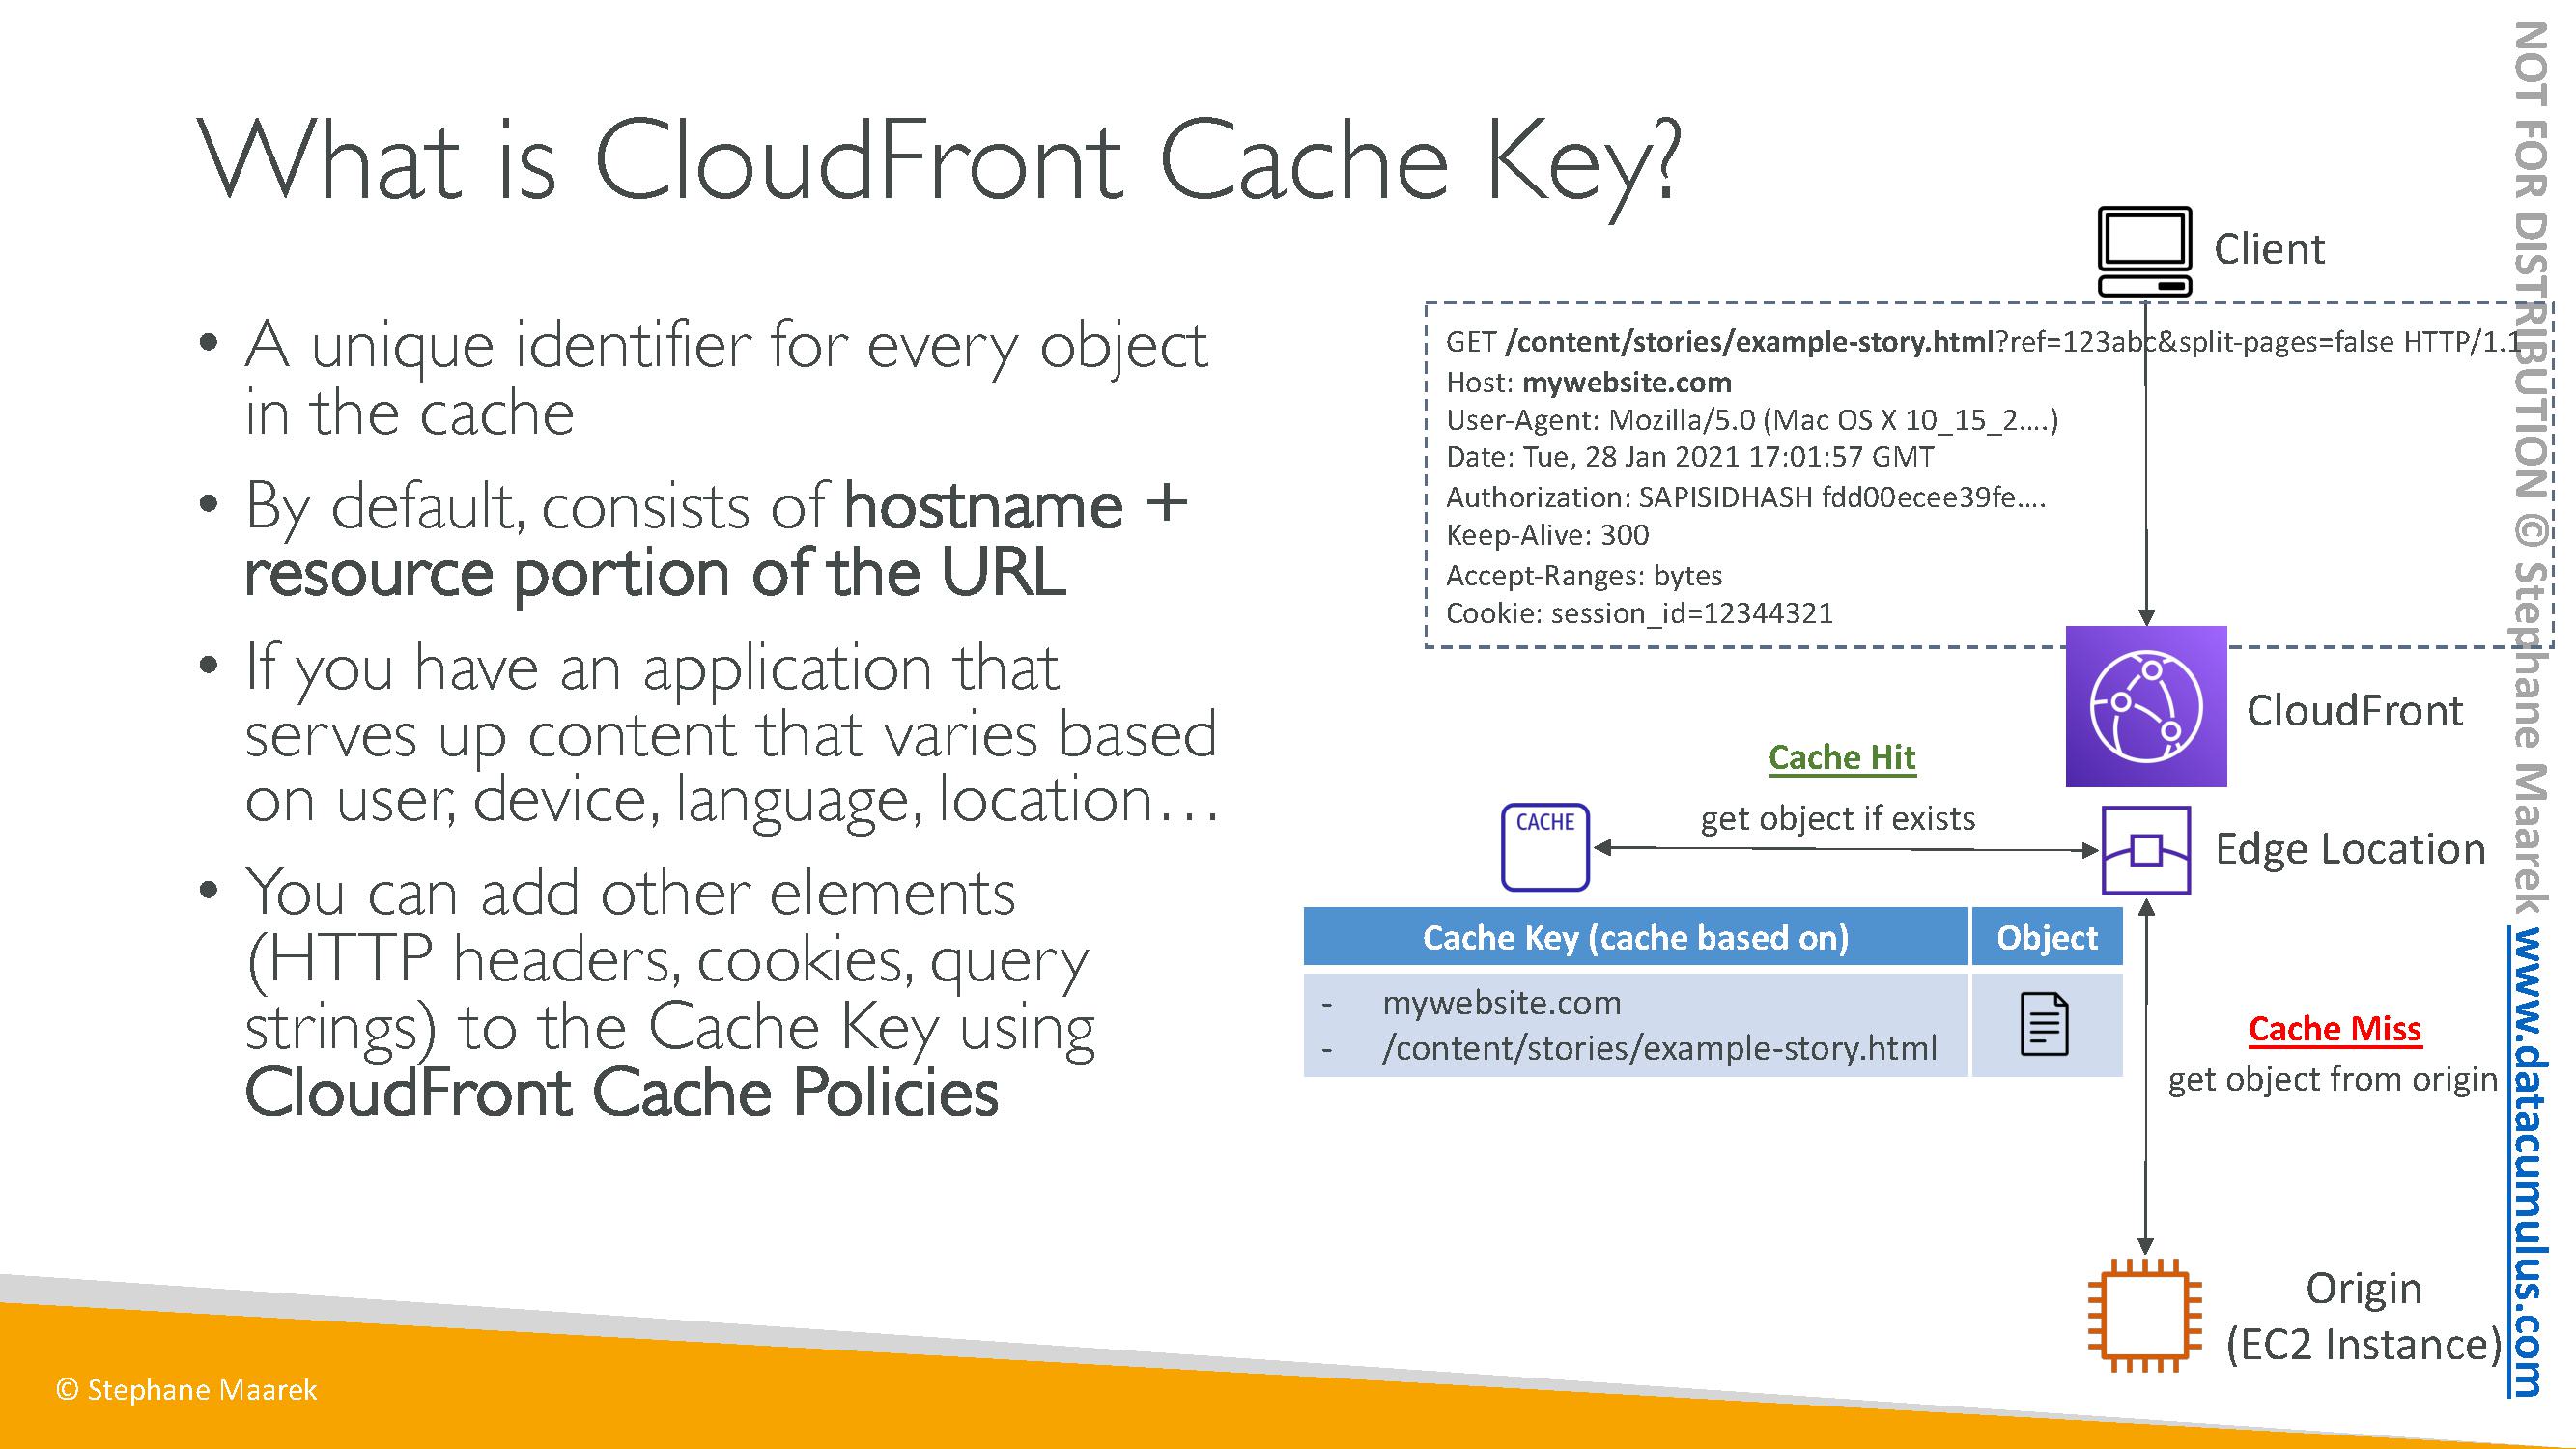 What is CloudFront Cache Key?
• A unique identifier for every object
in the cache
• By default, consists of hostname +
resource portion of the URL
• If you have an application that
serves up content that varies based
on user, device, language, location…
• You can add other elements
(HTTP headers, cookies, query
strings) to the Cache Key using
CloudFront Cache Policies
Client
GET /content/stories/example-story.html?ref=123abc&split-pages=false HTTP/1.1
Host: mywebsite.com
User-Agent: Mozilla/5.0 (Mac OS X 10_15_2….)
Date: Tue, 28 Jan 2021 17:01:57 GMT
Authorization: SAPISIDHASH fdd00ecee39fe….
Keep-Alive: 300
Accept-Ranges: bytes
Cookie: session_id=12344321
CloudFront
Cache Hit
get object if exists
CACHE
Edge Location
Cache Key (cache based on)
Object
- mywebsite.com
- /content/stories/example-story.html
Cache Miss
get object from origin
Origin
(EC2 Instance)
© Stephane Maarek
NOT FOR DISTRIBUTION © Stephane Maarek www.datacumulus.com